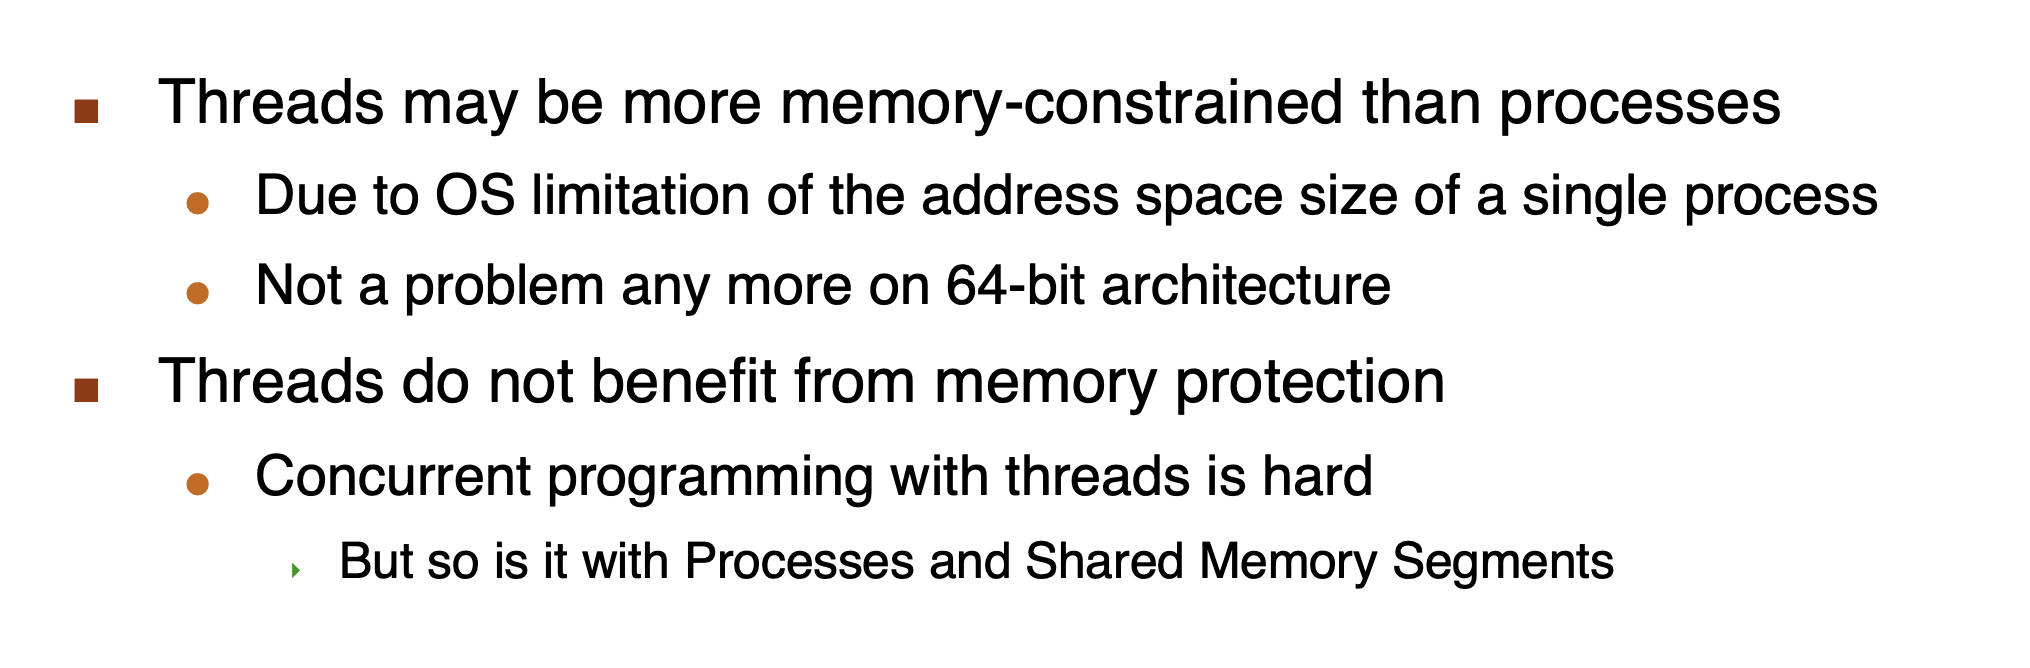 Threads may be more memory-constrained than processes
Due to OS limitation of the address space size of a single process
Not a problem any more on 64-bit architecture
Threads do not benefit from memory protection
Concurrent programming with threads is hard
But so is it with Processes and Shared Memory Segments